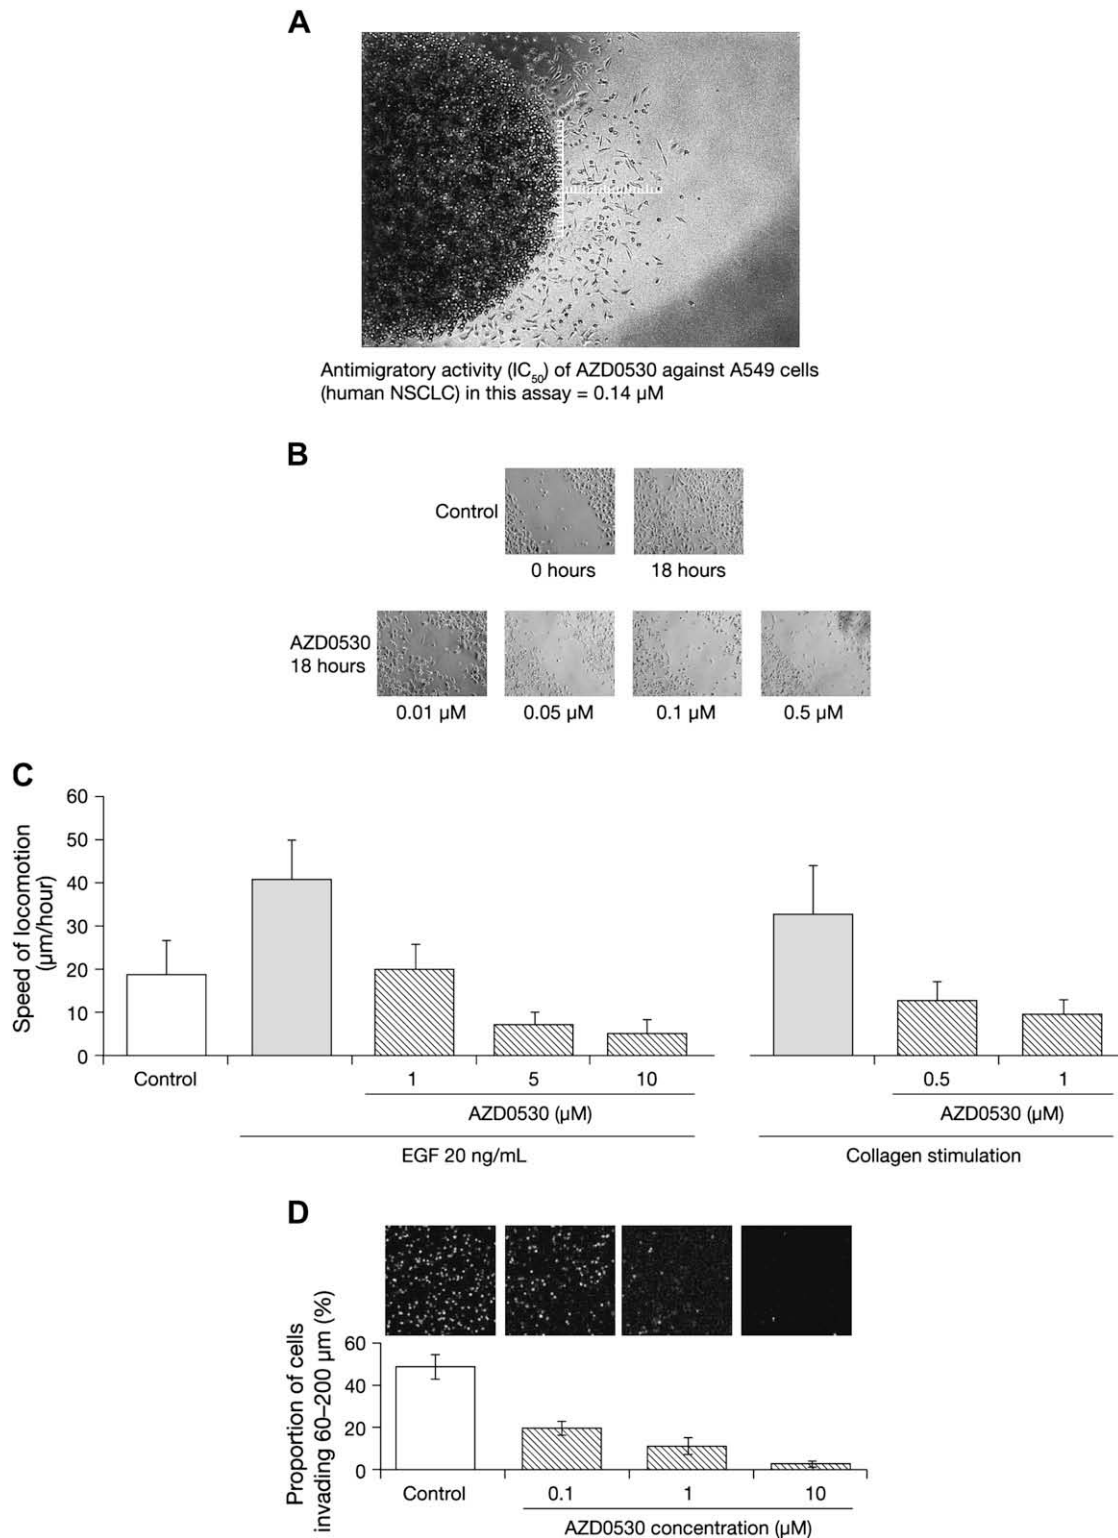 A
Antimigratory activity (IC50) of AZD0530 against A549 cells
(human NSCLC) in this assay = 0.14 µM
B
Control
0 hours
18 hours
AZD0530
18 hours
0.01 µM
0.05 µM
0.1 µM
0.5 µM
C
Speed of locomotion
(µm/hour)
60
50
40
30
20
10
0
Control
1
5
10
AZD0530 (µM)
EGF 20 ng/mL
0.5
1
AZD0530 (µM)
Collagen stimulation
D
Proportion of cells
invading 60–200 µm (%)
60
40
20
0
Control
0.1
1
10
AZD0530 concentration (µM)